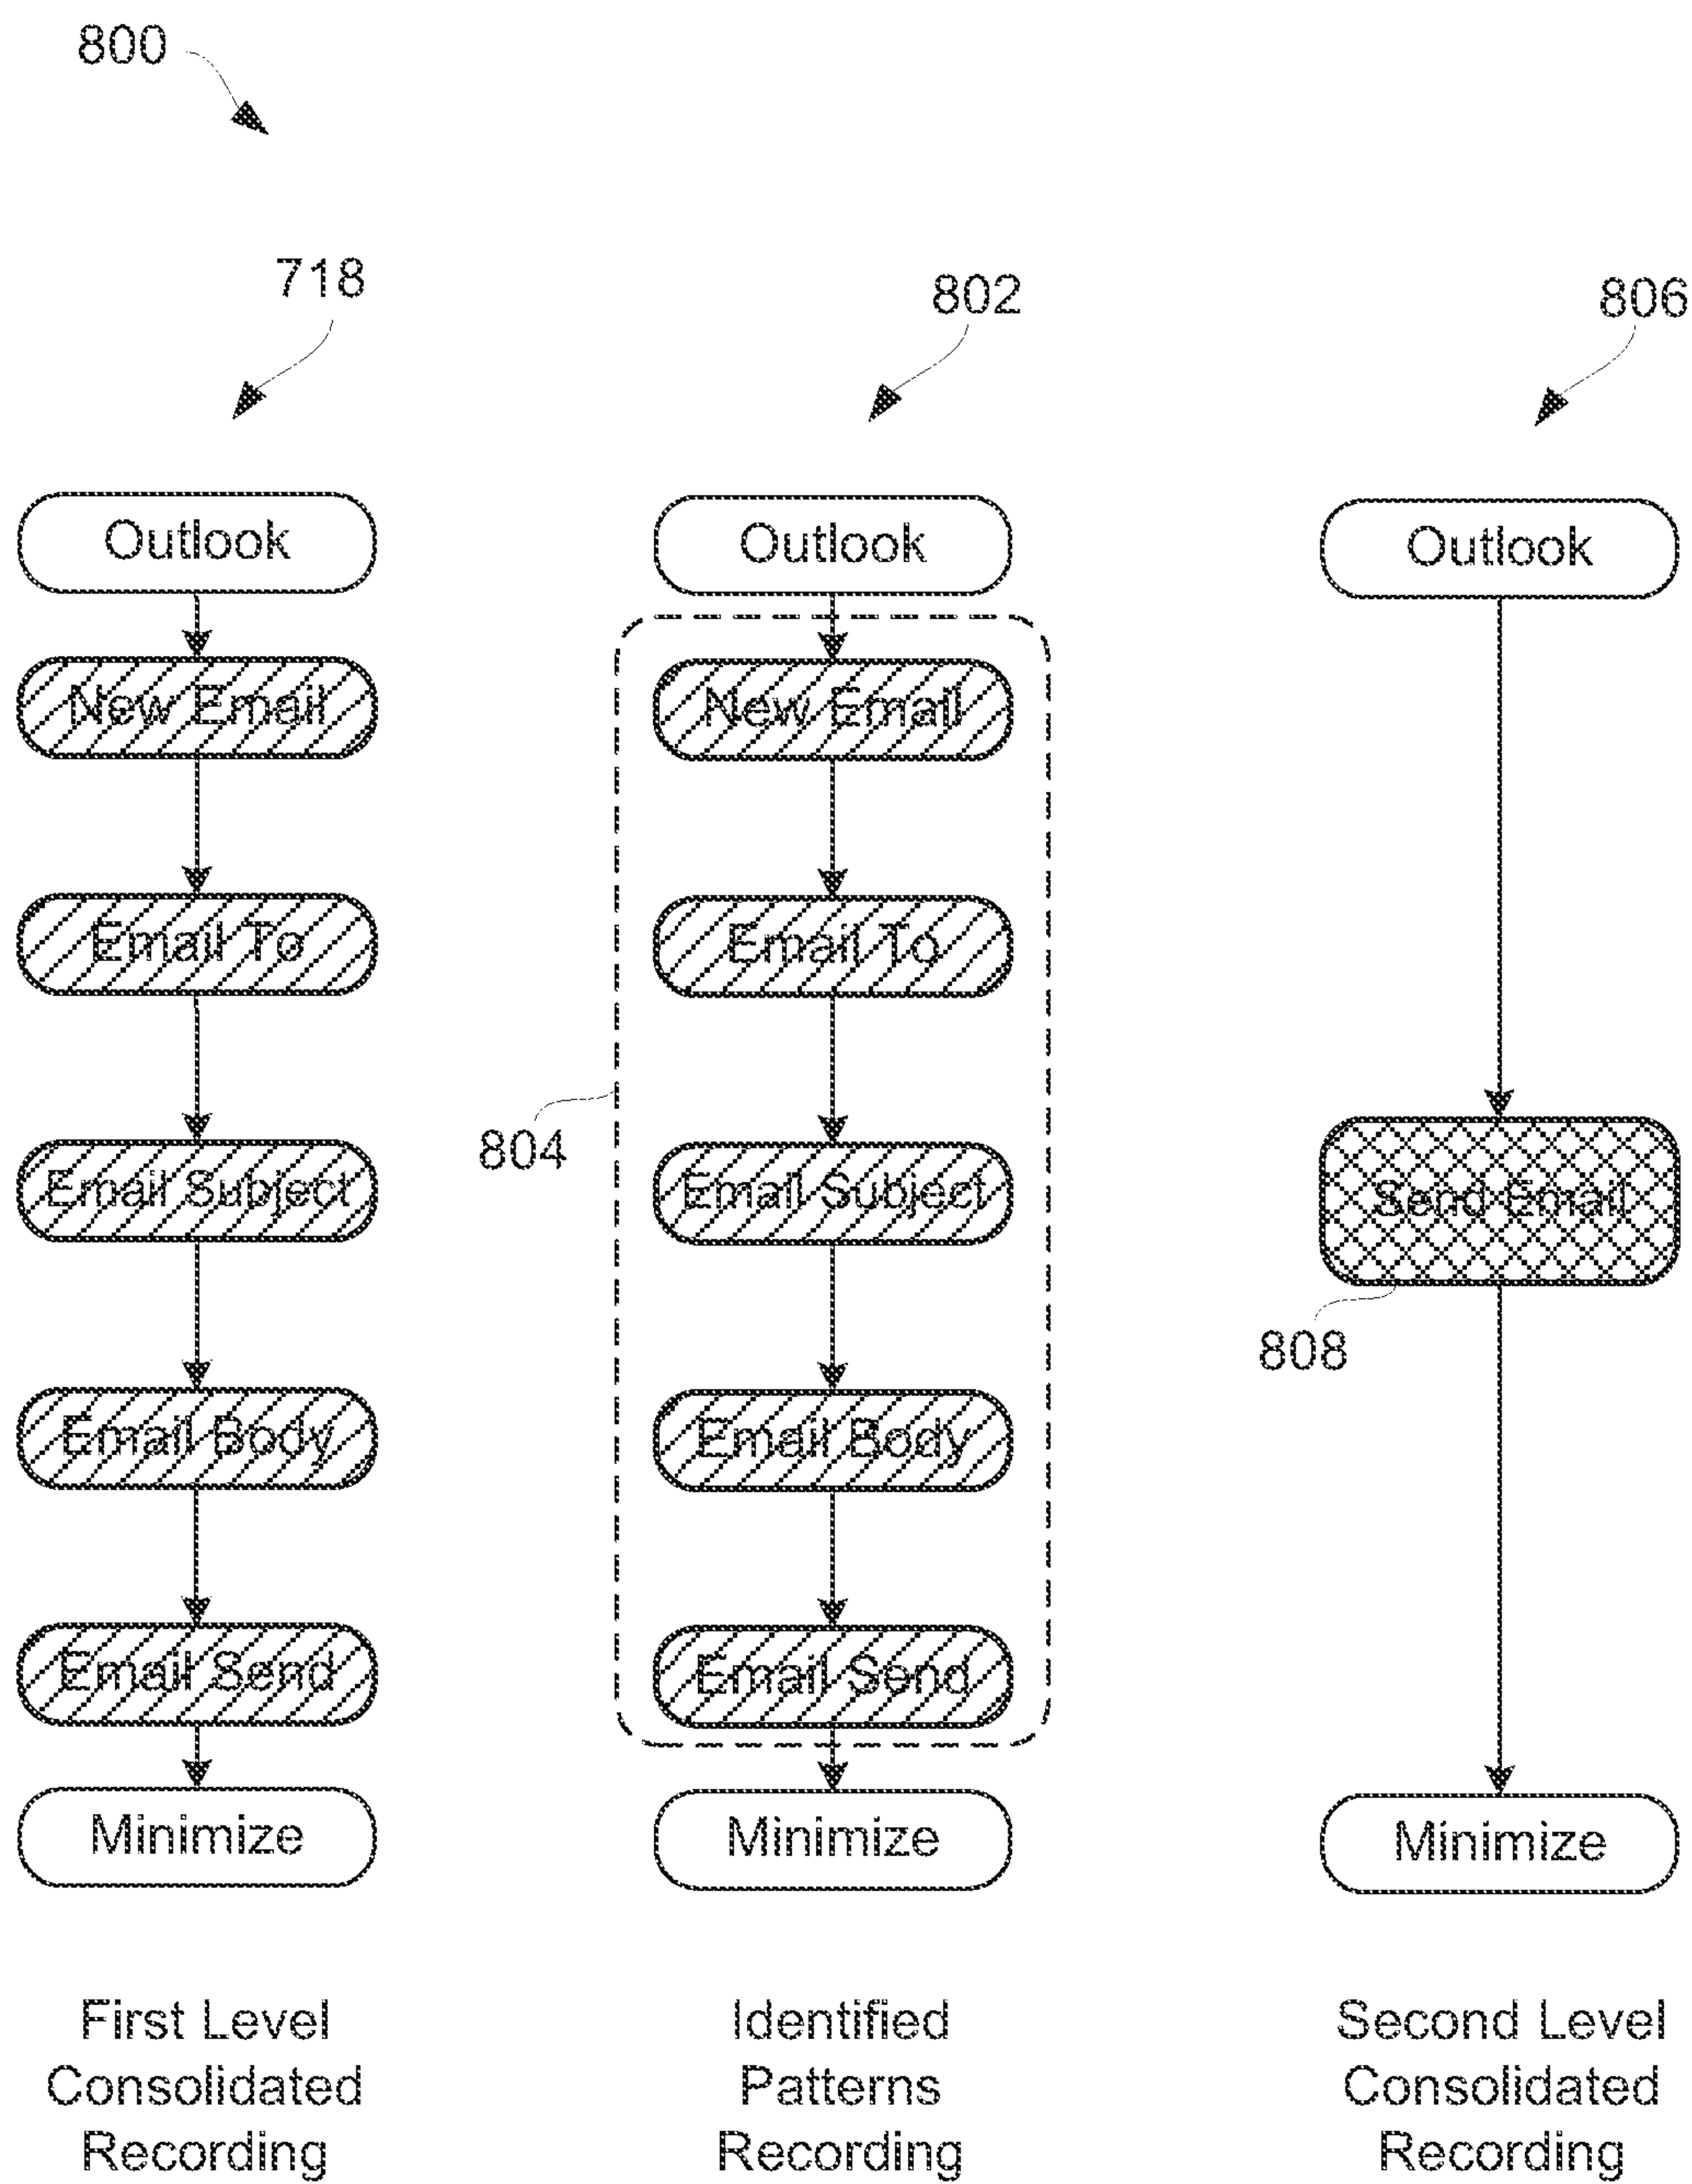 800
718
802
806
Outlook
New Email
Email To
Email Subject
Email Body
Email Send
Minimize
First Level
Consolidated
Recording
Outlook
New Email
Email To
Email Subject
Email Body
Email Send
Minimize
804
Identified
Patterns
Recording
Outlook
Send Email
808
Minimize
Second Level
Consolidated
Recording